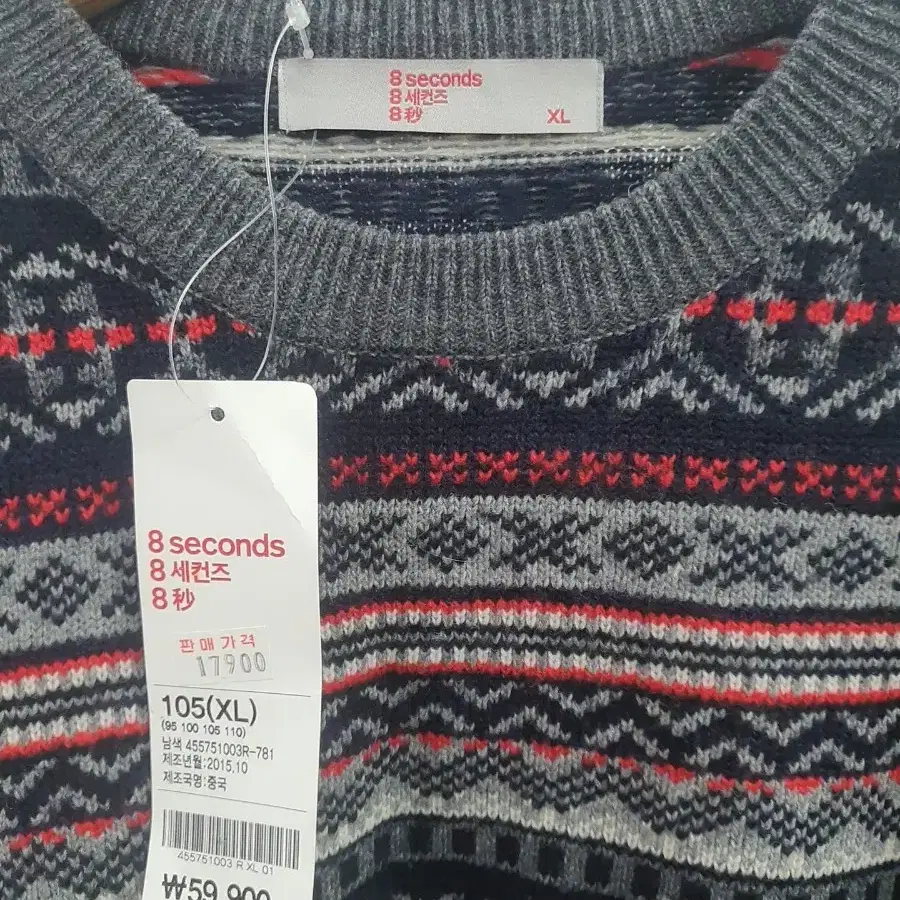 8 seconds
8 세컨즈
8 秒
XL
8 seconds
8 세컨즈
8 秒
판매가격
17900
105(XL)
(95 100 105 110)
남색 455751003R-781
제조년월:2015.10
제조국명:중국
455751003 R XL 01
₩59,900